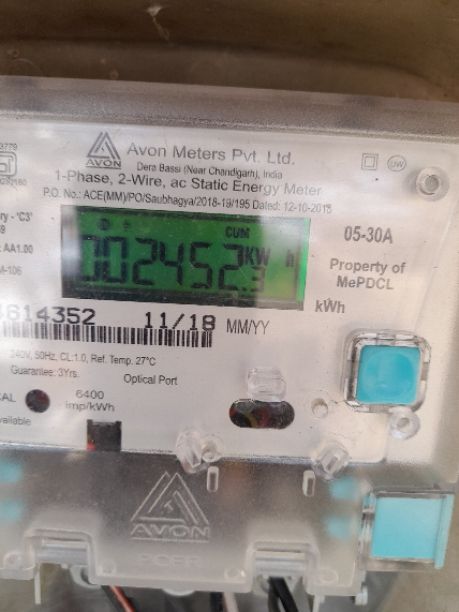 AVON
Avon Meters Pvt. Ltd.
Dera Bassi (Near Chandigarh), India
1-Phase, 2-Wire, ac Static Energy Meter
P.O. No.: ACE(MM)/PO/Saubhagya/2018-19/195 Dated: 12-10-2018
CUM
002452.3 KW h
05-30A
Property of
MePDCL
kWh
AA1.00
614352 11/18 MM/YY
240V, 50Hz, CL:1.0, Ref. Temp. 27°C
Guarantee: 3Yrs.
Optical Port
6400
imp/kWh
AVON